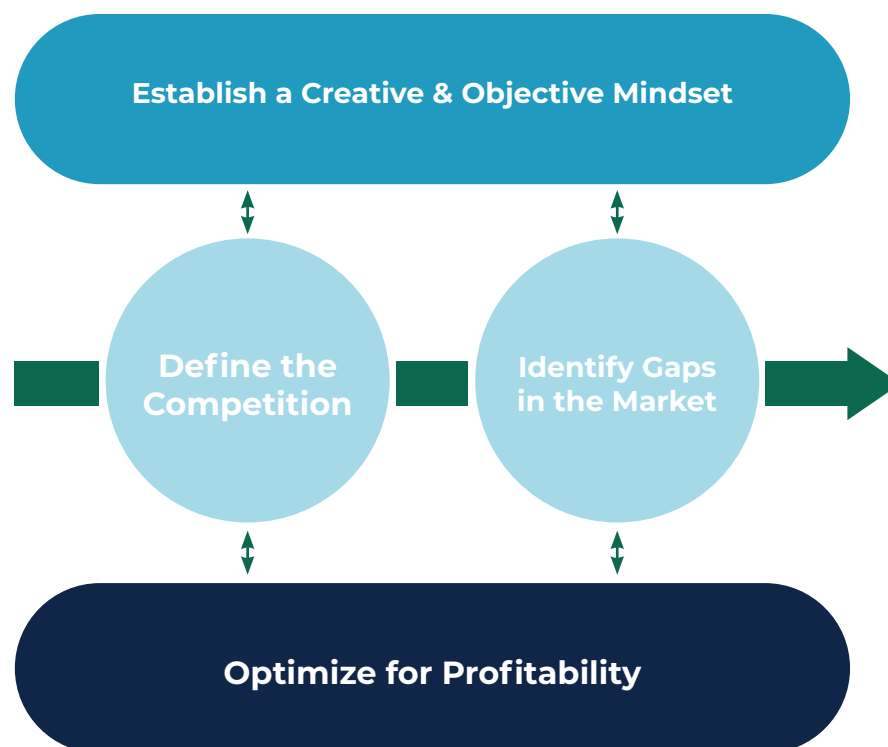 Establish a Creative & Objective Mindset
Define the
Competition
Identify Gaps
in the Market
Optimize for Profitability